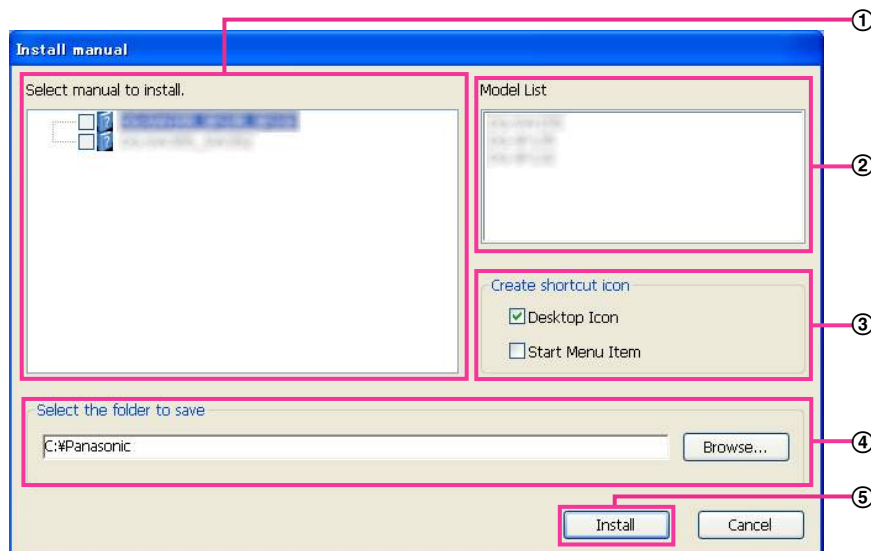 ①
Install manual
Select manual to install.
Model List
②
Create shortcut icon
Desktop Icon
③
Start Menu Item
Select the folder to save
C:¥Panasonic
Browse...
④
⑤
Install
Cancel